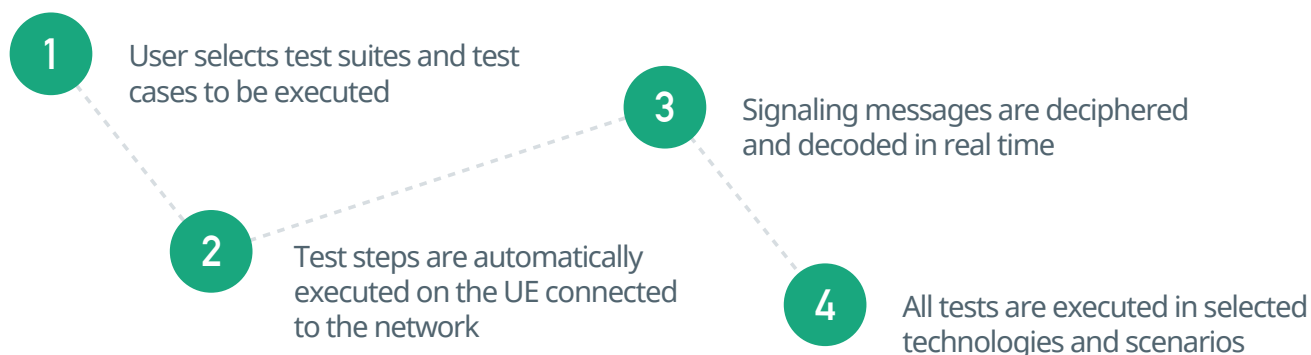 1
User selects test suites and test
cases to be executed
2
Test steps are automatically
executed on the UE connected
to the network
3
Signaling messages are deciphered
and decoded in real time
4
All tests are executed in selected
technologies and scenarios